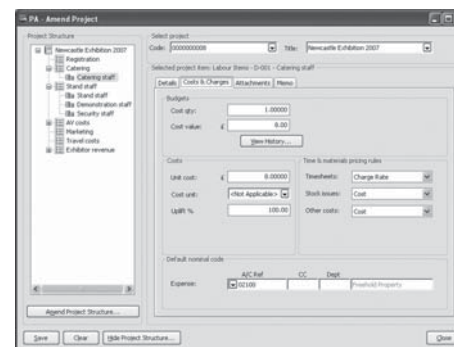 PA - Amend Project
Project Structure
Newcastle Exhibition 2007
Registration
Catering
Catering staff
Stand staff
Stand staff
Demonstration staff
Security staff
AV costs
Marketing
Travel costs
Exhibitor revenue
Amend Project Structure...
Select project
Code: 0000000008 Title: Newcastle Exhibition 2007
Selected project item: Labour Items - D-001 - Catering staff
Details Costs & Charges Attachments Memo
Budgets
Cost qty: 1.00000
Cost value: £ 0.00
View History...
Costs
Unit cost: £ 0.00000
Cost unit: <Not Applicable>
Uplift % 100.00
Time & materials pricing rules
Timesheets: Charge Rate
Stock issues: Cost
Other costs: Cost
Default nominal code
A/C Ref CC Dept
Expense: 02100 Freehold Property
Save Clear Hide Project Structure... Close